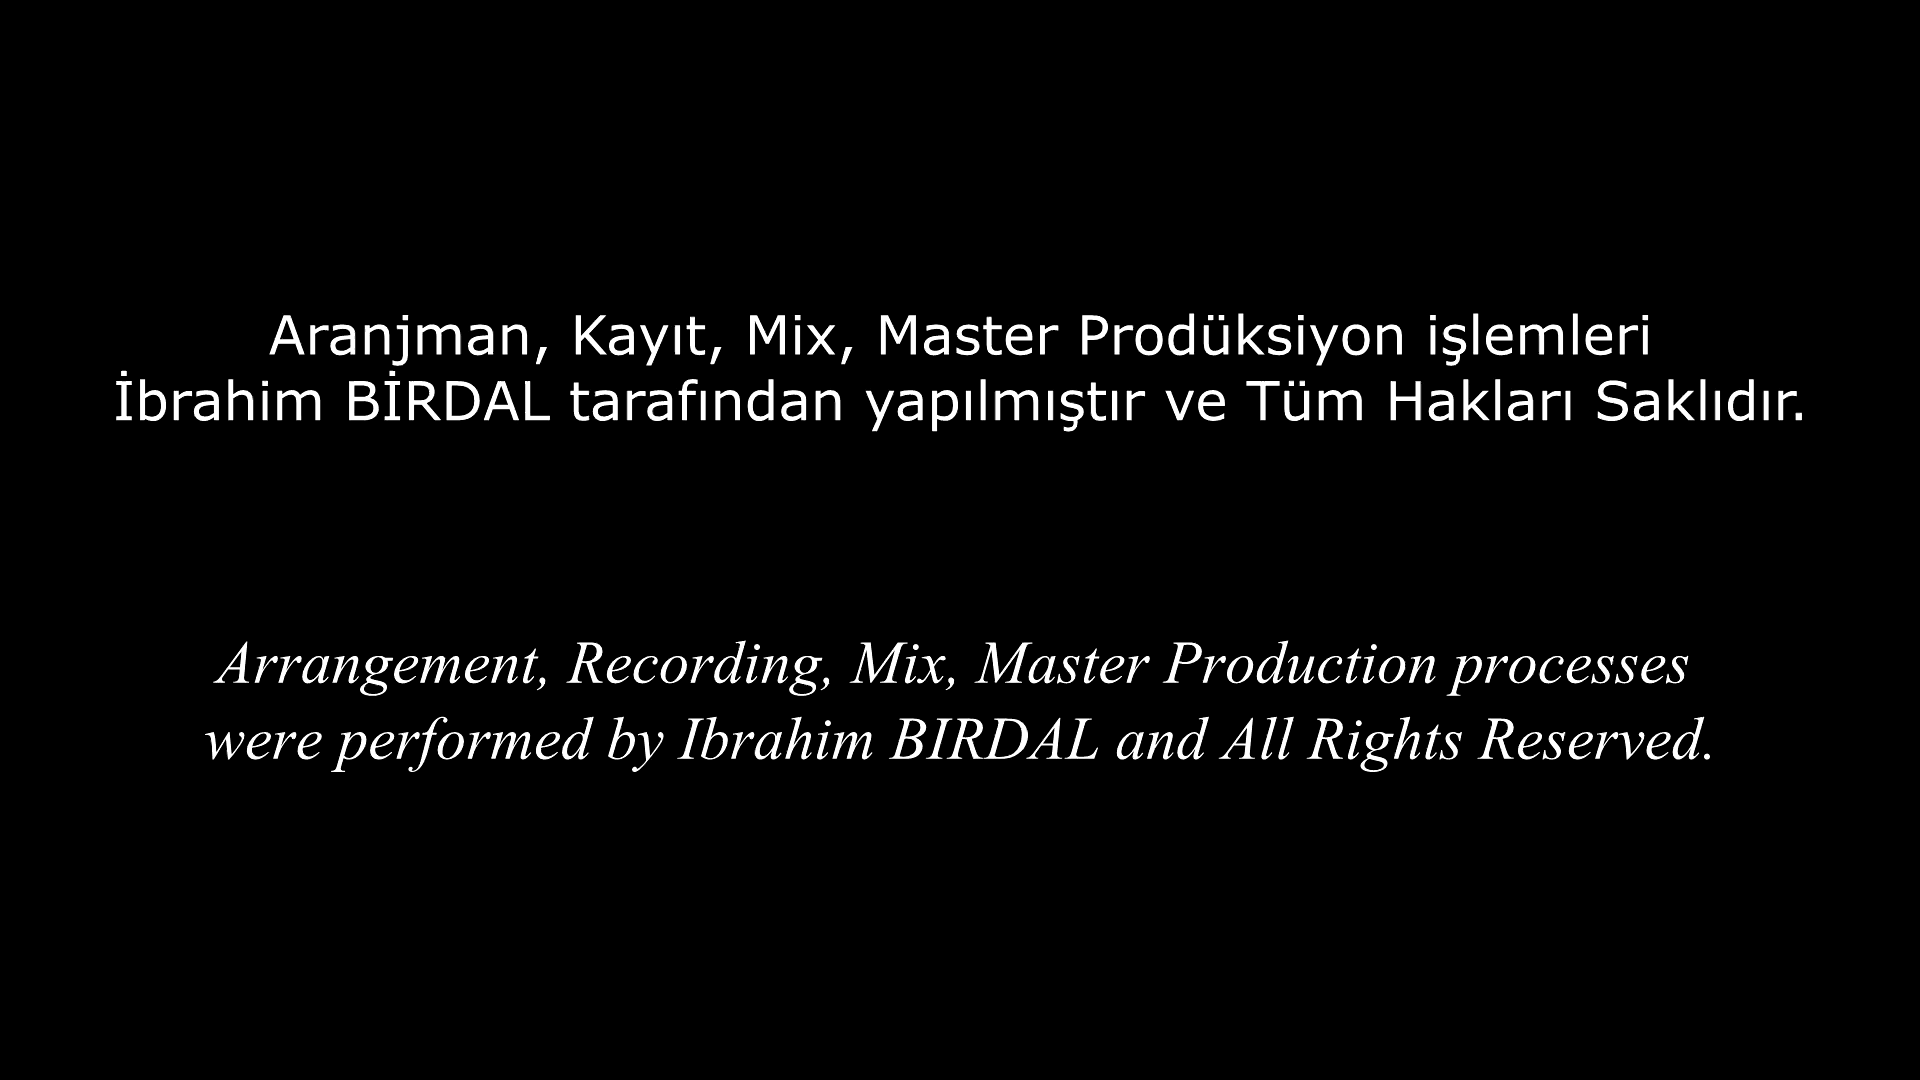 Aranjman, Kayıt, Mix, Master Prodüksiyon işlemleri
İbrahim BİRDAL tarafından yapılmıştır ve Tüm Hakları Saklıdır.
Arrangement, Recording, Mix, Master Production processes
were performed by Ibrahim BIRDAL and All Rights Reserved.